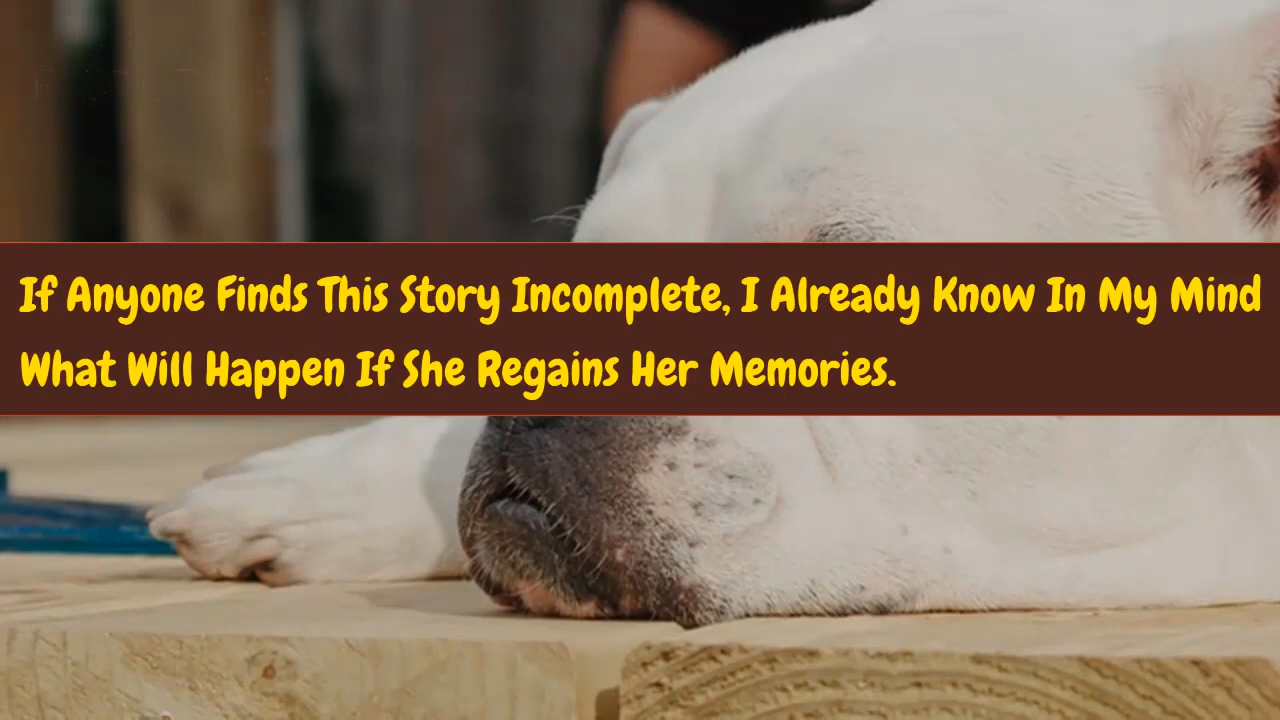 If Anyone Finds This Story Incomplete, I Already Know In My Mind
What Will Happen If She Regains Her Memories.